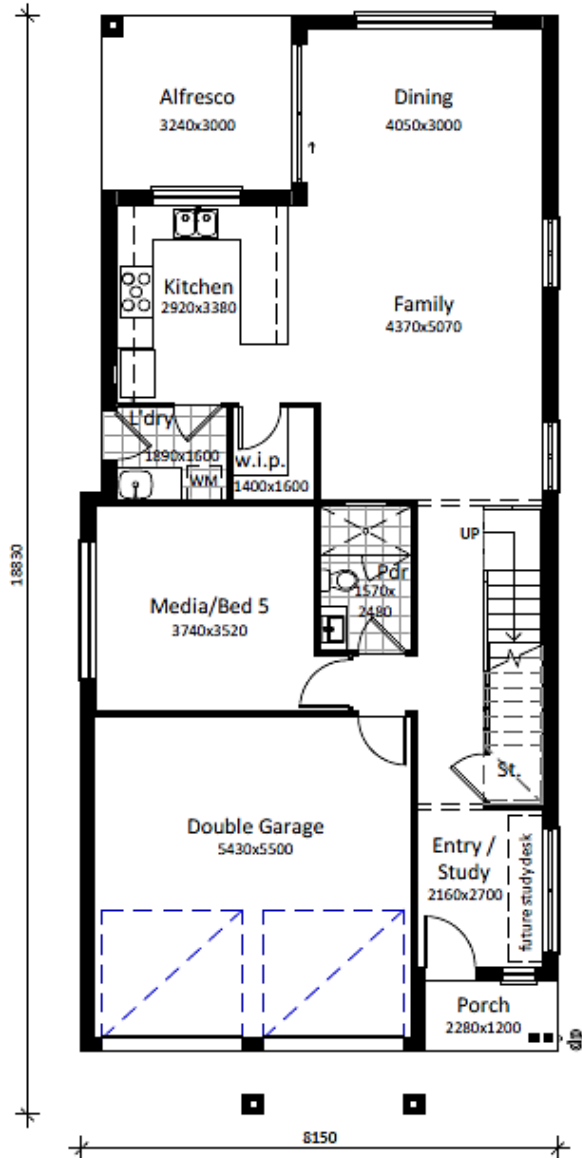 Alfresco
3240x3000
Dining
4050x3000
Kitchen
2920x3380
Family
4370x5070
L'dry
1890x1600
WM
w.i.p.
1400x1600
UP
Pdr
1570x
2480
Media/Bed 5
3740x3520
18830
St.
Double Garage
5430x5500
Entry /
Study
2160x2700
future study desk
Porch
2280x1200
dp
8150